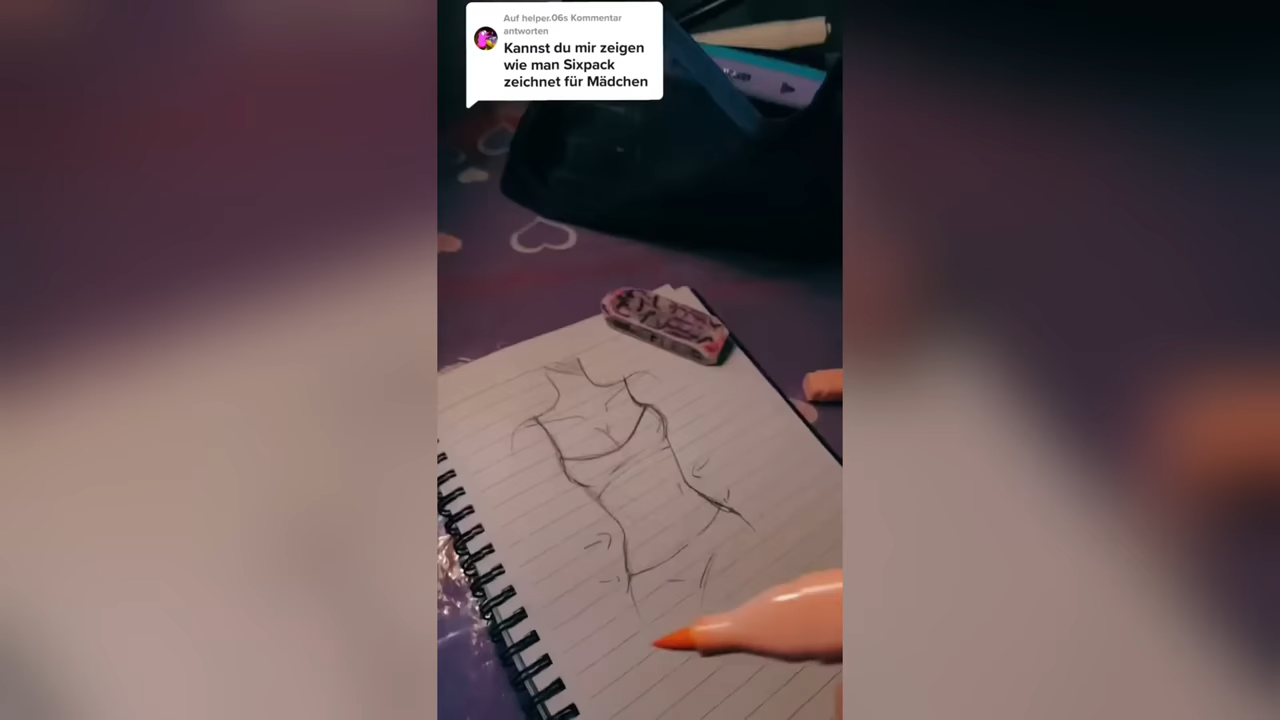 Auf helper.06s Kommentar
antworten
Kannst du mir zeigen
wie man Sixpack
zeichnet für Mädchen